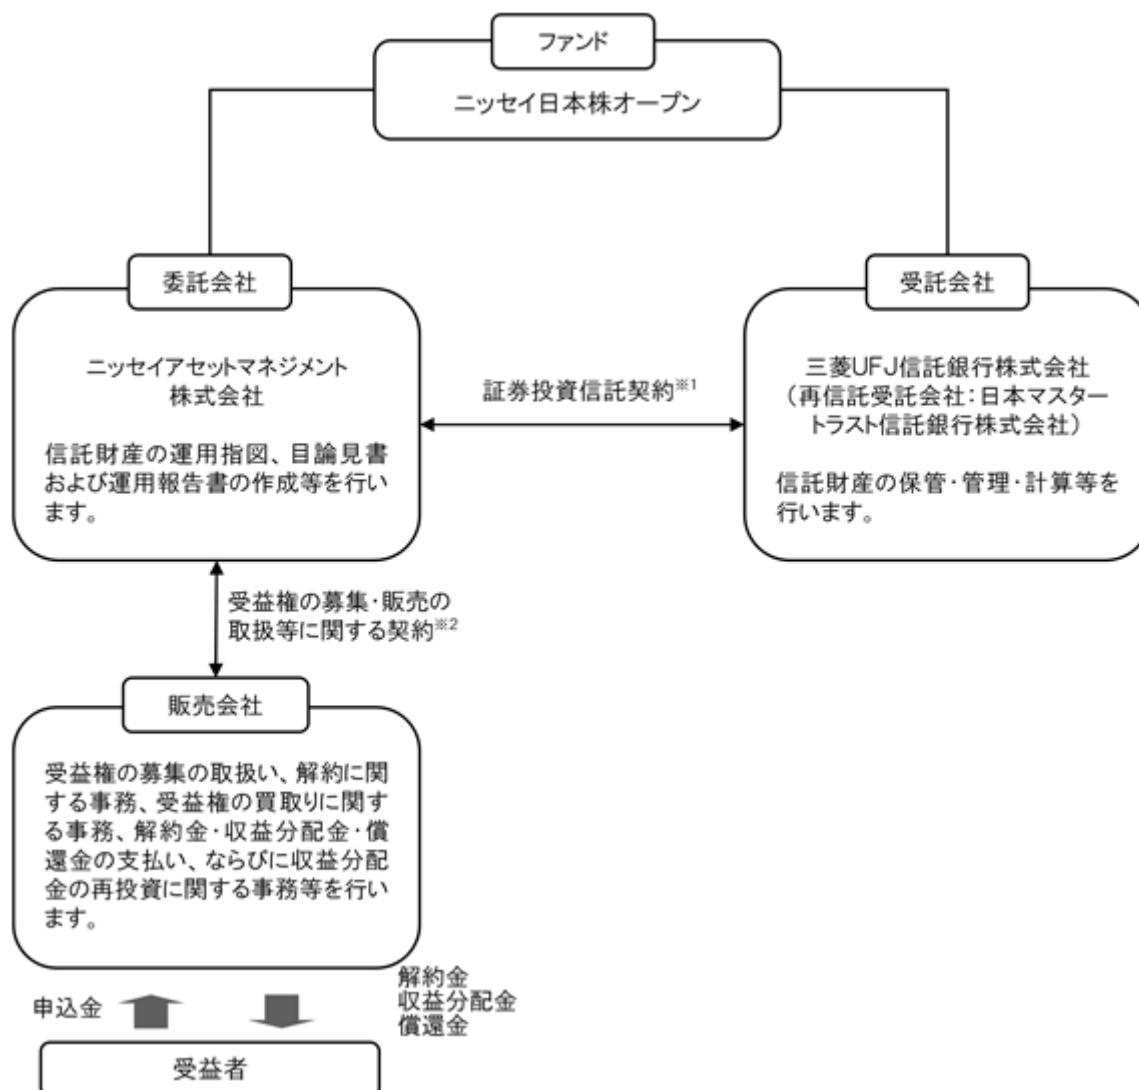 ファンド
ニッセイ日本株オープン
委託会社
ニッセイアセットマネジメント
株式会社
信託財産の運用指図、目論見書
および運用報告書の作成等を行い
ます。
証券投資信託契約※1
受託会社
三菱UFJ信託銀行株式会社
(再信託受託会社:日本マスター
トラスト信託銀行株式会社)
信託財産の保管・管理・計算等を
行います。
受益権の募集・販売の
取扱等に関する契約※2
販売会社
受益権の募集の取扱い、解約に関
する事務、受益権の買取りに関す
る事務、解約金・収益分配金・償
還金の支払い、ならびに収益分配
金の再投資に関する事務等を行い
ます。
申込金
解約金
収益分配金
償還金
受益者